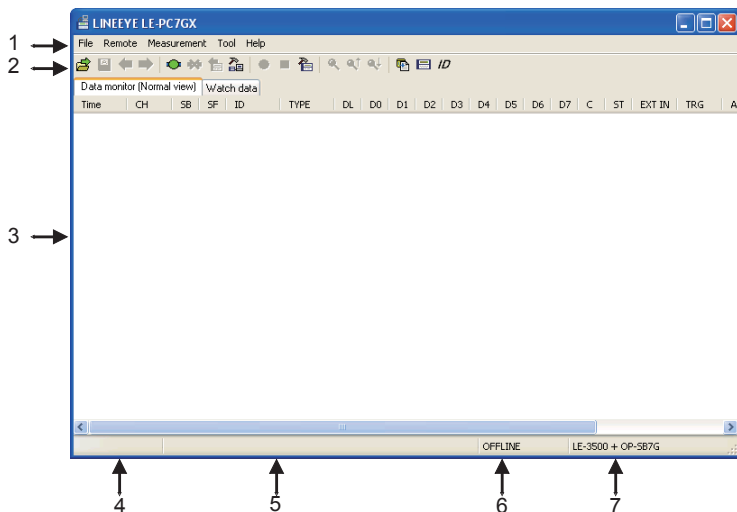 LINEEYE LE-PC7GX
1
File Remote Measurement Tool Help
2
ID
Data monitor (Normal view) Watch data
Time CH SB SF ID TYPE DL D0 D1 D2 D3 D4 D5 D6 D7 C ST EXT IN TRG A
3
OFFLINE LE-3500 + OP-SB7G
4 5 6 7